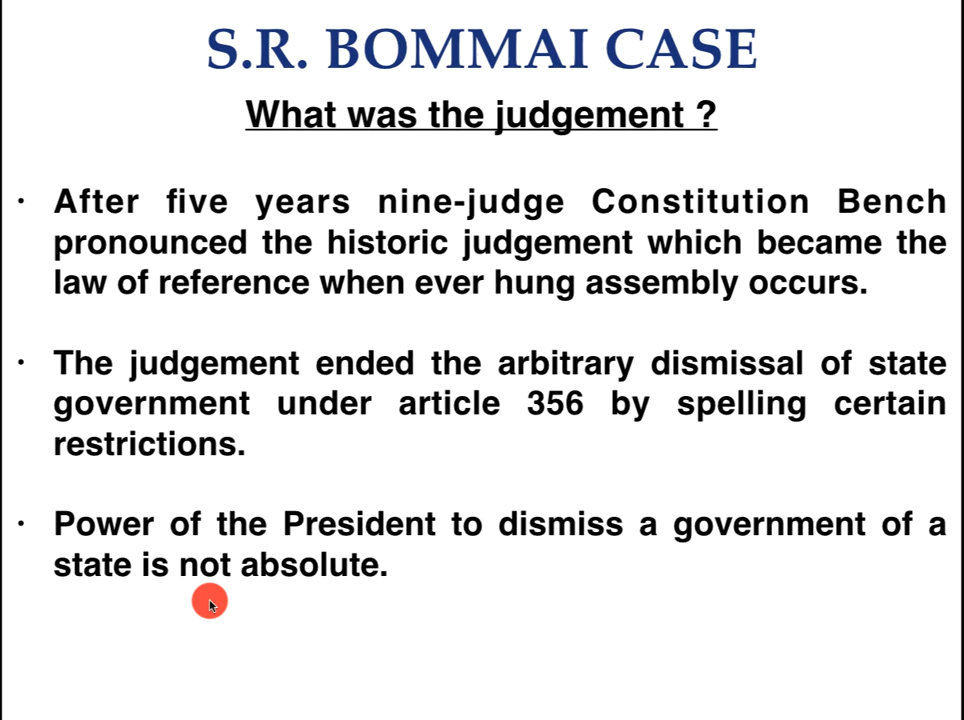 S.R. BOMMAI CASE
What was the judgement ?
· After five years nine-judge Constitution Bench
pronounced the historic judgement which became the
law of reference when ever hung assembly occurs.
· The judgement ended the arbitrary dismissal of state
government under article 356 by spelling certain
restrictions.
· Power of the President to dismiss a government of a
state is not absolute.